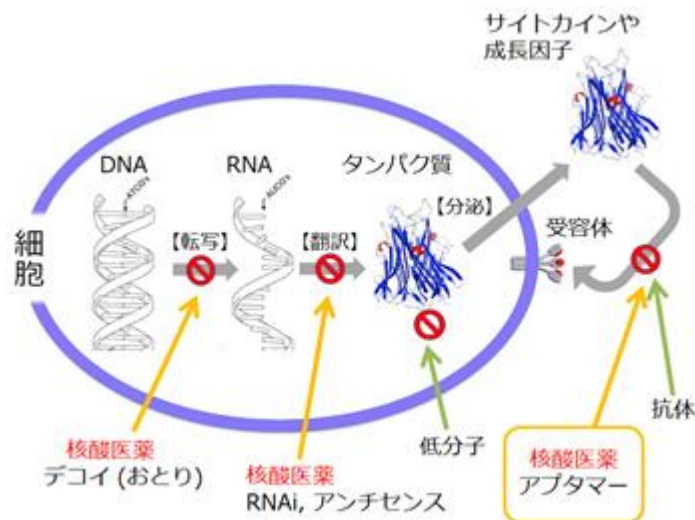 サイトカインや
成長因子
DNA
RNA
タンパク質
ATCG's
AUCG's
【分泌】
受容体
細胞
【転写】
【翻訳】
核酸医薬
デコイ (おとり)
核酸医薬
RNAi, アンチセンス
低分子
核酸医薬
アプタマー
抗体